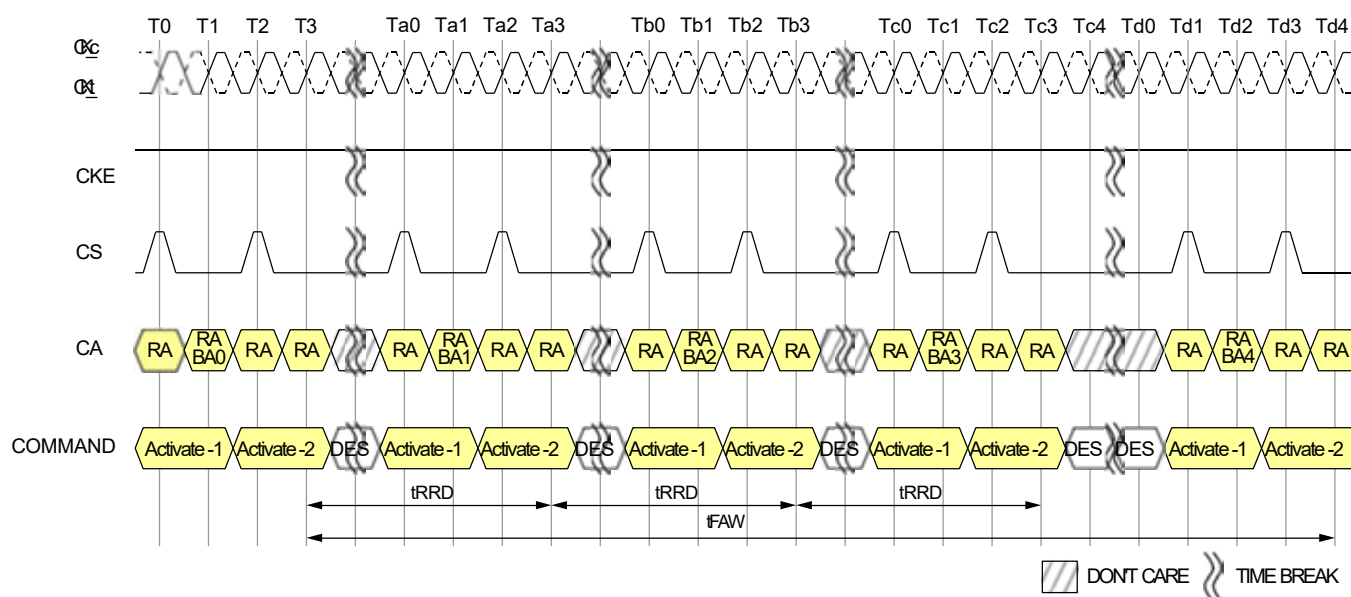 T0 T1 T2 T3 Ta0 Ta1 Ta2 Ta3 Tb0 Tb1 Tb2 Tb3 Tc0 Tc1 Tc2 Tc3 Tc4 Td0 Td1 Td2 Td3 Td4
CK_c
CK_t
CKE
CS
CA RA RA BA0 RA RA RA RA BA1 RA RA RA RA BA2 RA RA RA RA BA3 RA RA RA RA BA4 RA RA
COMMAND Activate -1 Activate -2 DES Activate -1 Activate -2 DES Activate -1 Activate -2 DES Activate -1 Activate -2 DES DES Activate -1 Activate -2
tRRD tRRD tRRD
tFAW
DON'T CARE TIME BREAK